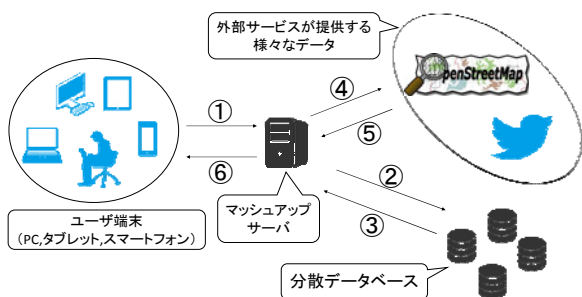 外部サービスが提供する
様々なデータ
OpenStreetMap
①
④
⑤
⑥
②
③
マッシュアップ
サーバ
ユーザ端末
（PC,タブレット,スマートフォン）
分散データベース